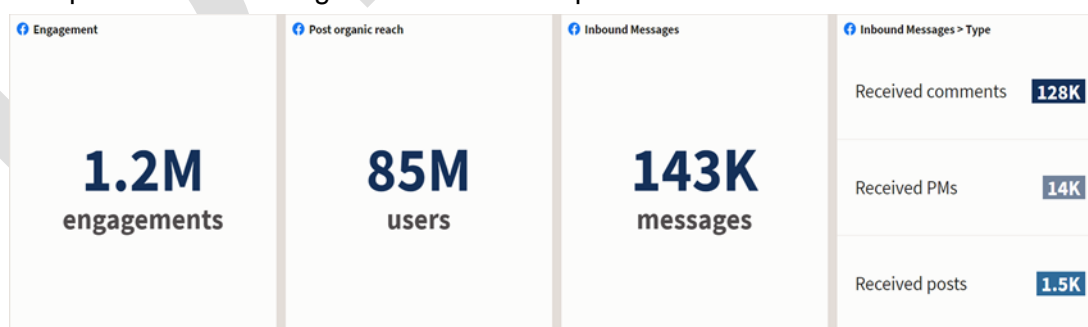 Engagement
1.2M
engagements
Post organic reach
85M
users
Inbound Messages
143K
messages
Inbound Messages > Type
Received comments 128K
Received PMs 14K
Received posts 1.5K